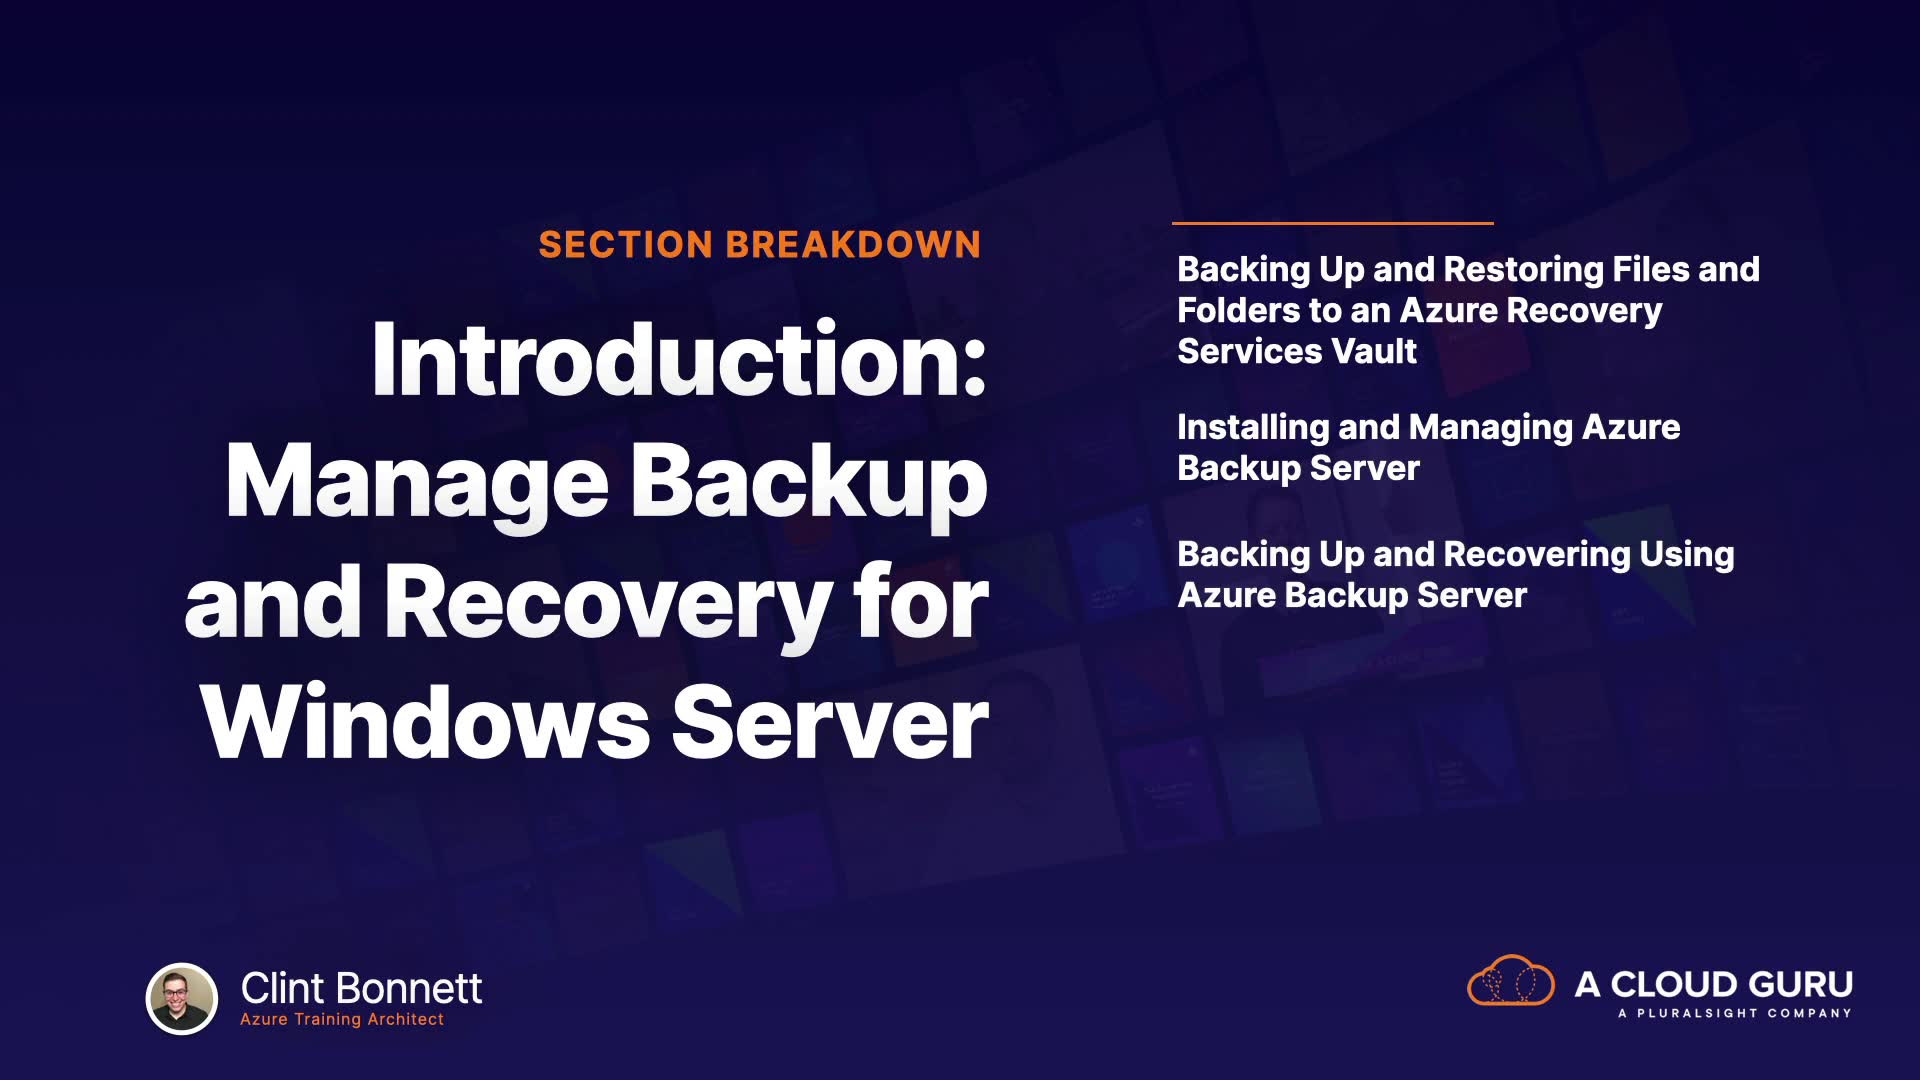 SECTION BREAKDOWN
Introduction:
Manage Backup
and Recovery for
Windows Server
Backing Up and Restoring Files and
Folders to an Azure Recovery
Services Vault
Installing and Managing Azure
Backup Server
Backing Up and Recovering Using
Azure Backup Server
Clint Bonnett
Azure Training Architect
A CLOUD GURU
A PLURALSIGHT COMPANY